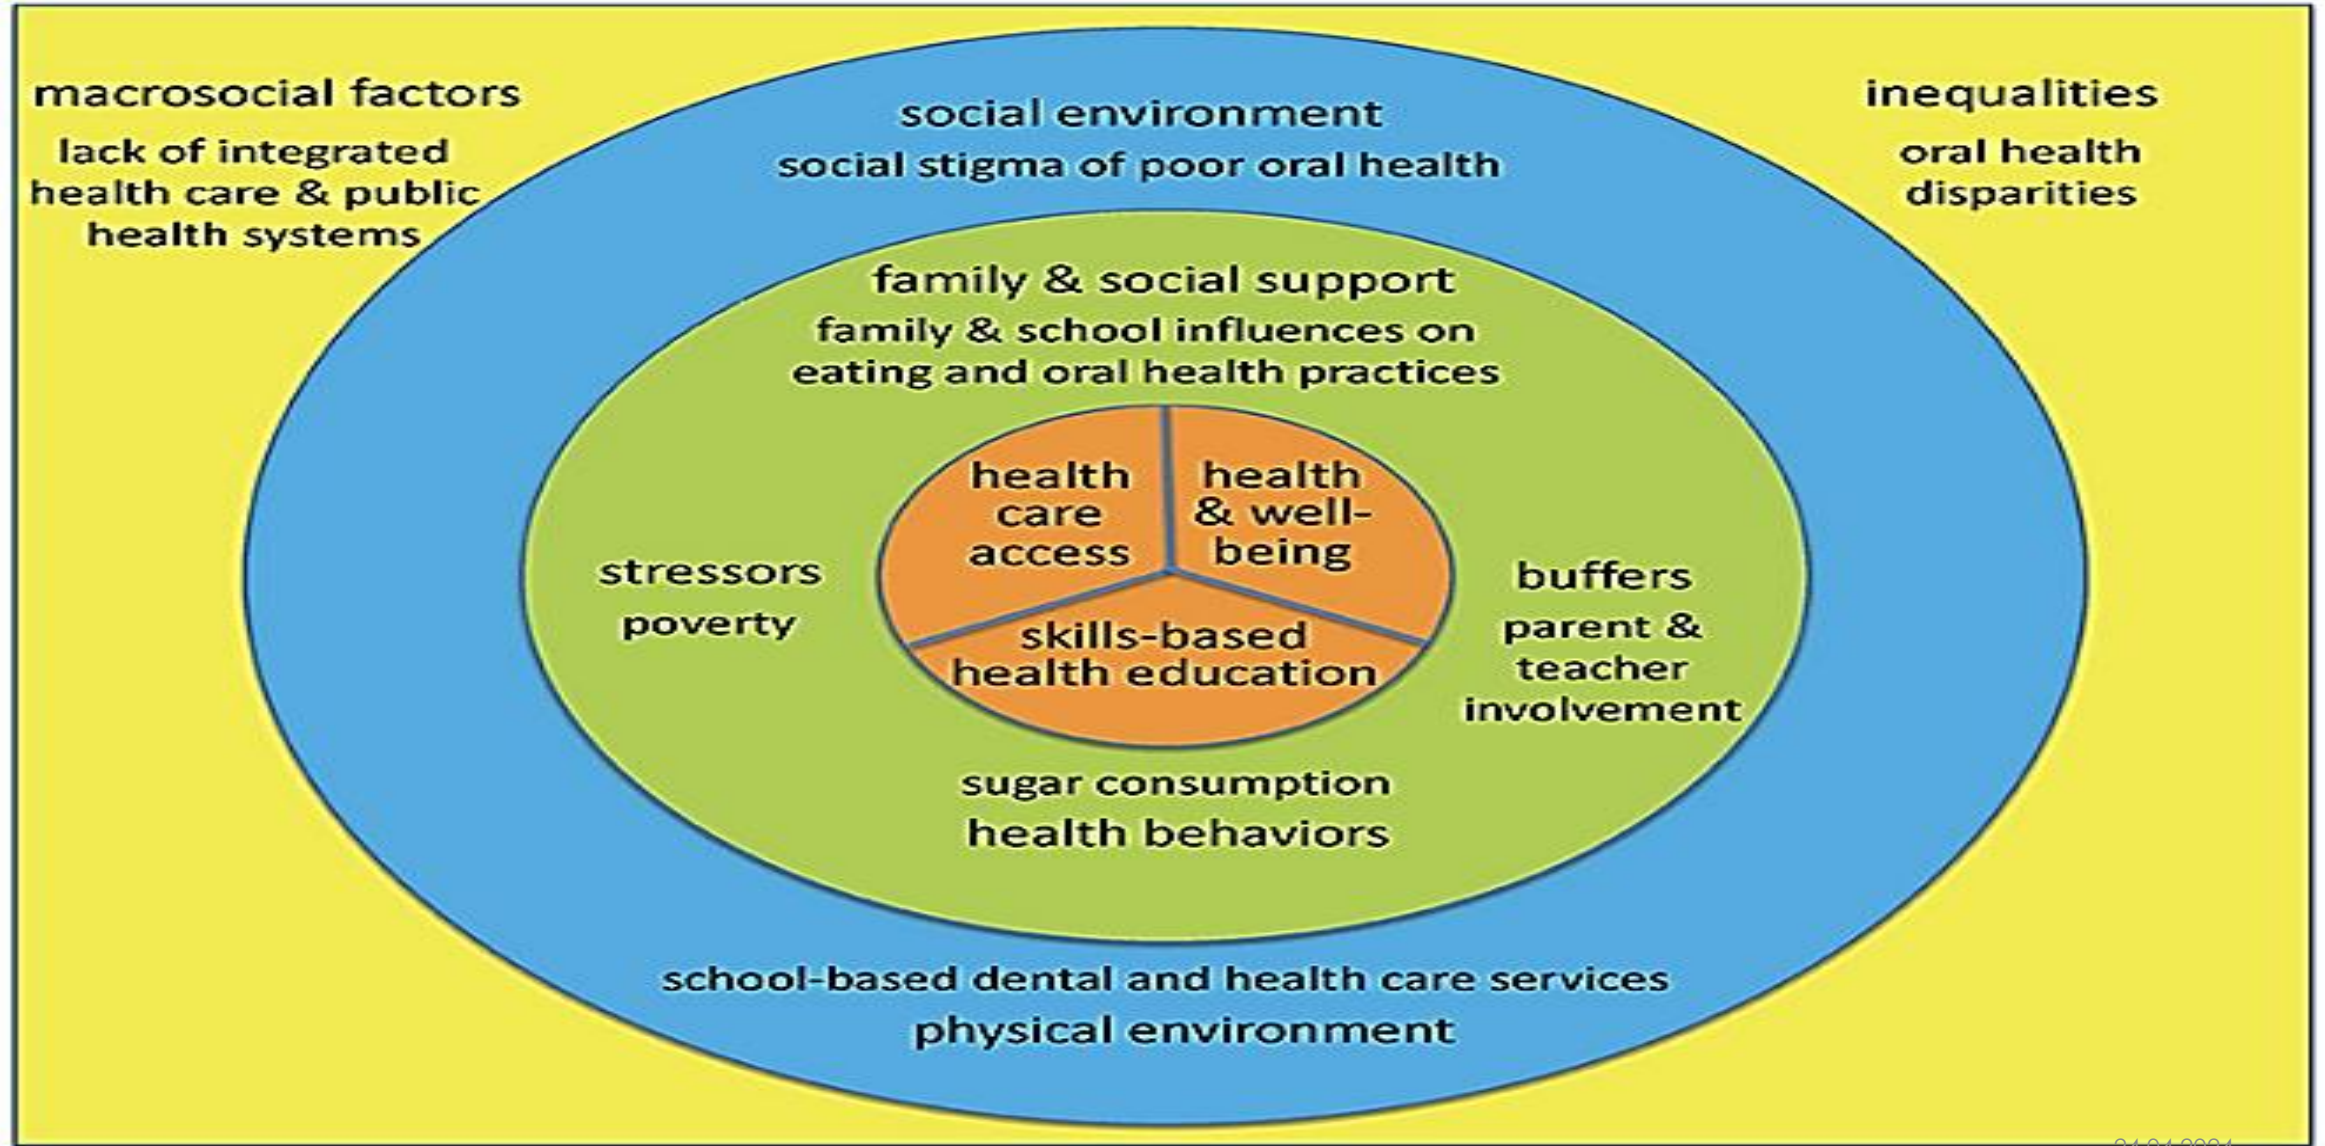 macrosocial factors
lack of integrated
health care & public
health systems
inequalities
oral health
disparities
social environment
social stigma of poor oral health
family & social support
family & school influences on
eating and oral health practices
health
care
access
health
& well-
being
skills-based
health education
stressors
poverty
buffers
parent &
teacher
involvement
sugar consumption
health behaviors
school-based dental and health care services
physical environment